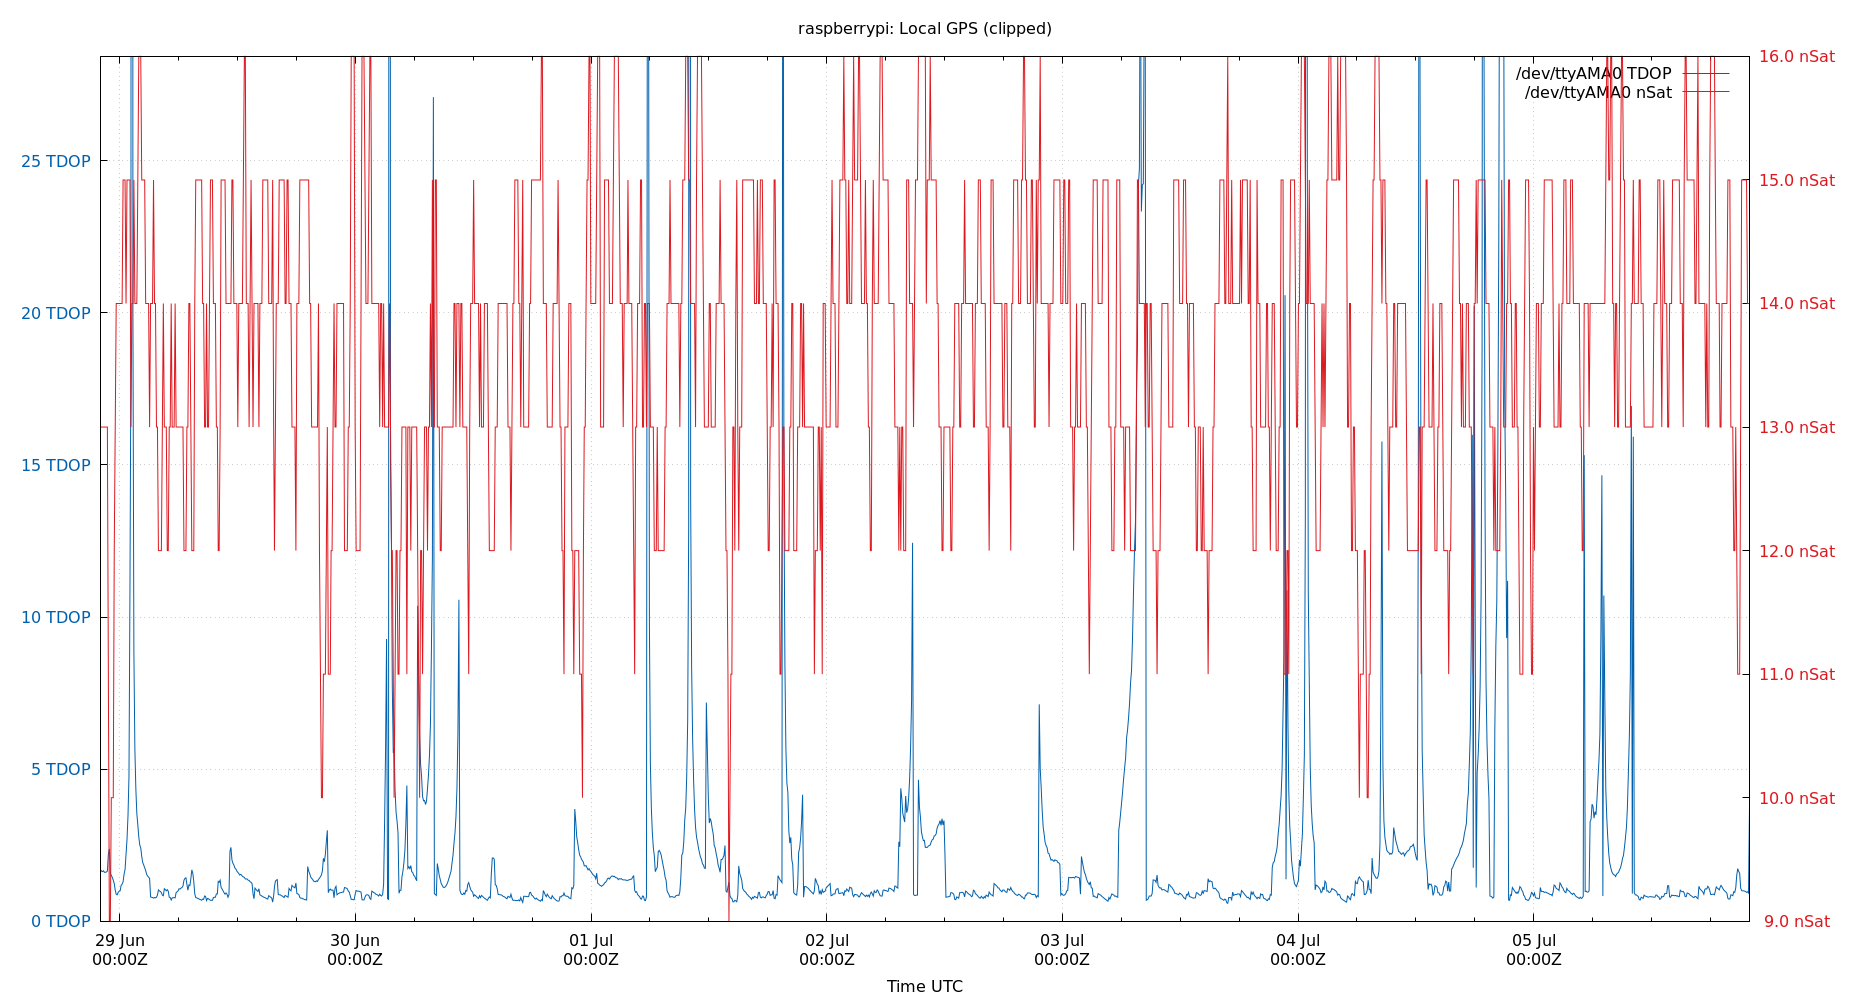 raspberrypi: Local GPS (clipped)
/dev/ttyAMA0 TDOP
/dev/ttyAMA0 nSat
25 TDOP
20 TDOP
15 TDOP
10 TDOP
5 TDOP
0 TDOP
16.0 nSat
15.0 nSat
14.0 nSat
13.0 nSat
12.0 nSat
11.0 nSat
10.0 nSat
9.0 nSat
29 Jun
00:00Z
30 Jun
00:00Z
01 Jul
00:00Z
02 Jul
00:00Z
03 Jul
00:00Z
04 Jul
00:00Z
05 Jul
00:00Z
Time UTC